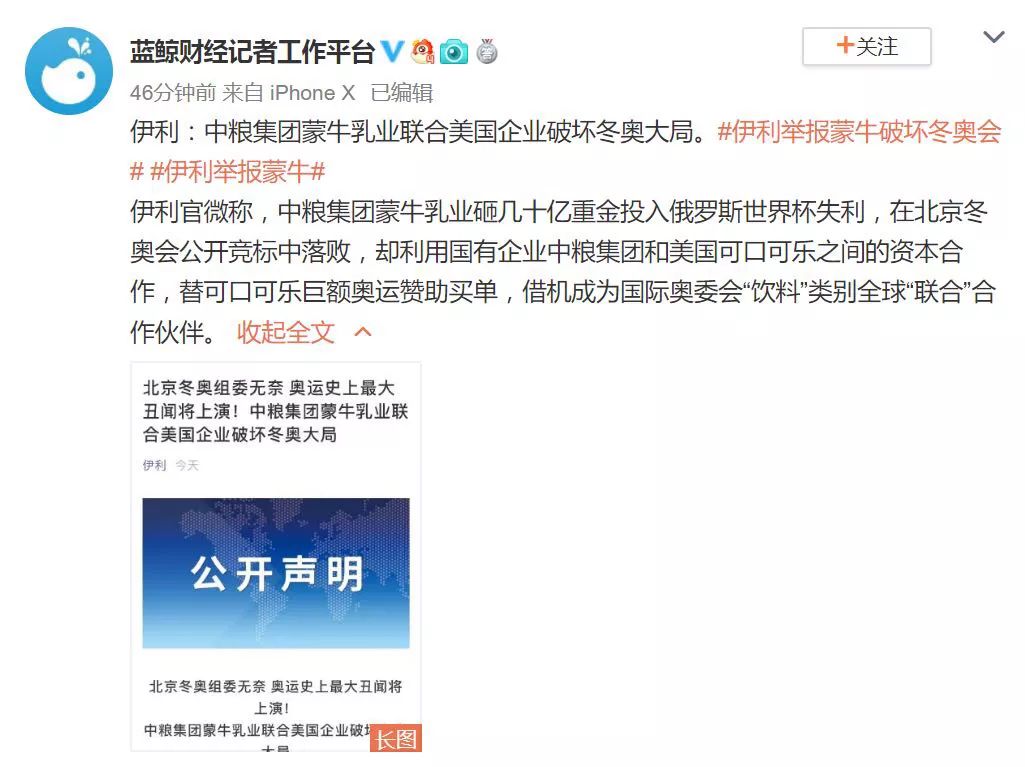 蓝鲸财经记者工作平台
+关注
46分钟前 来自 iPhone X 已编辑
伊利：中粮集团蒙牛乳业联合美国企业破坏冬奥大局。#伊利举报蒙牛破坏冬奥会
# #伊利举报蒙牛#
伊利官微称，中粮集团蒙牛乳业砸几十亿重金投入俄罗斯世界杯失利，在北京冬
奥会公开竞标中落败，却利用国有企业中粮集团和美国可口可乐之间的资本合
作，替可口可乐巨额奥运赞助买单，借机成为国际奥委会“饮料”类别全球“联合”合
作伙伴。 收起全文
北京冬奥组委无奈 奥运史上最大
丑闻将上演！中粮集团蒙牛乳业联
合美国企业破坏冬奥大局
伊利 今天
公开声明
北京冬奥组委无奈 奥运史上最大丑闻将
上演！
中粮集团蒙牛乳业联合美国企业破坏
大局
长图